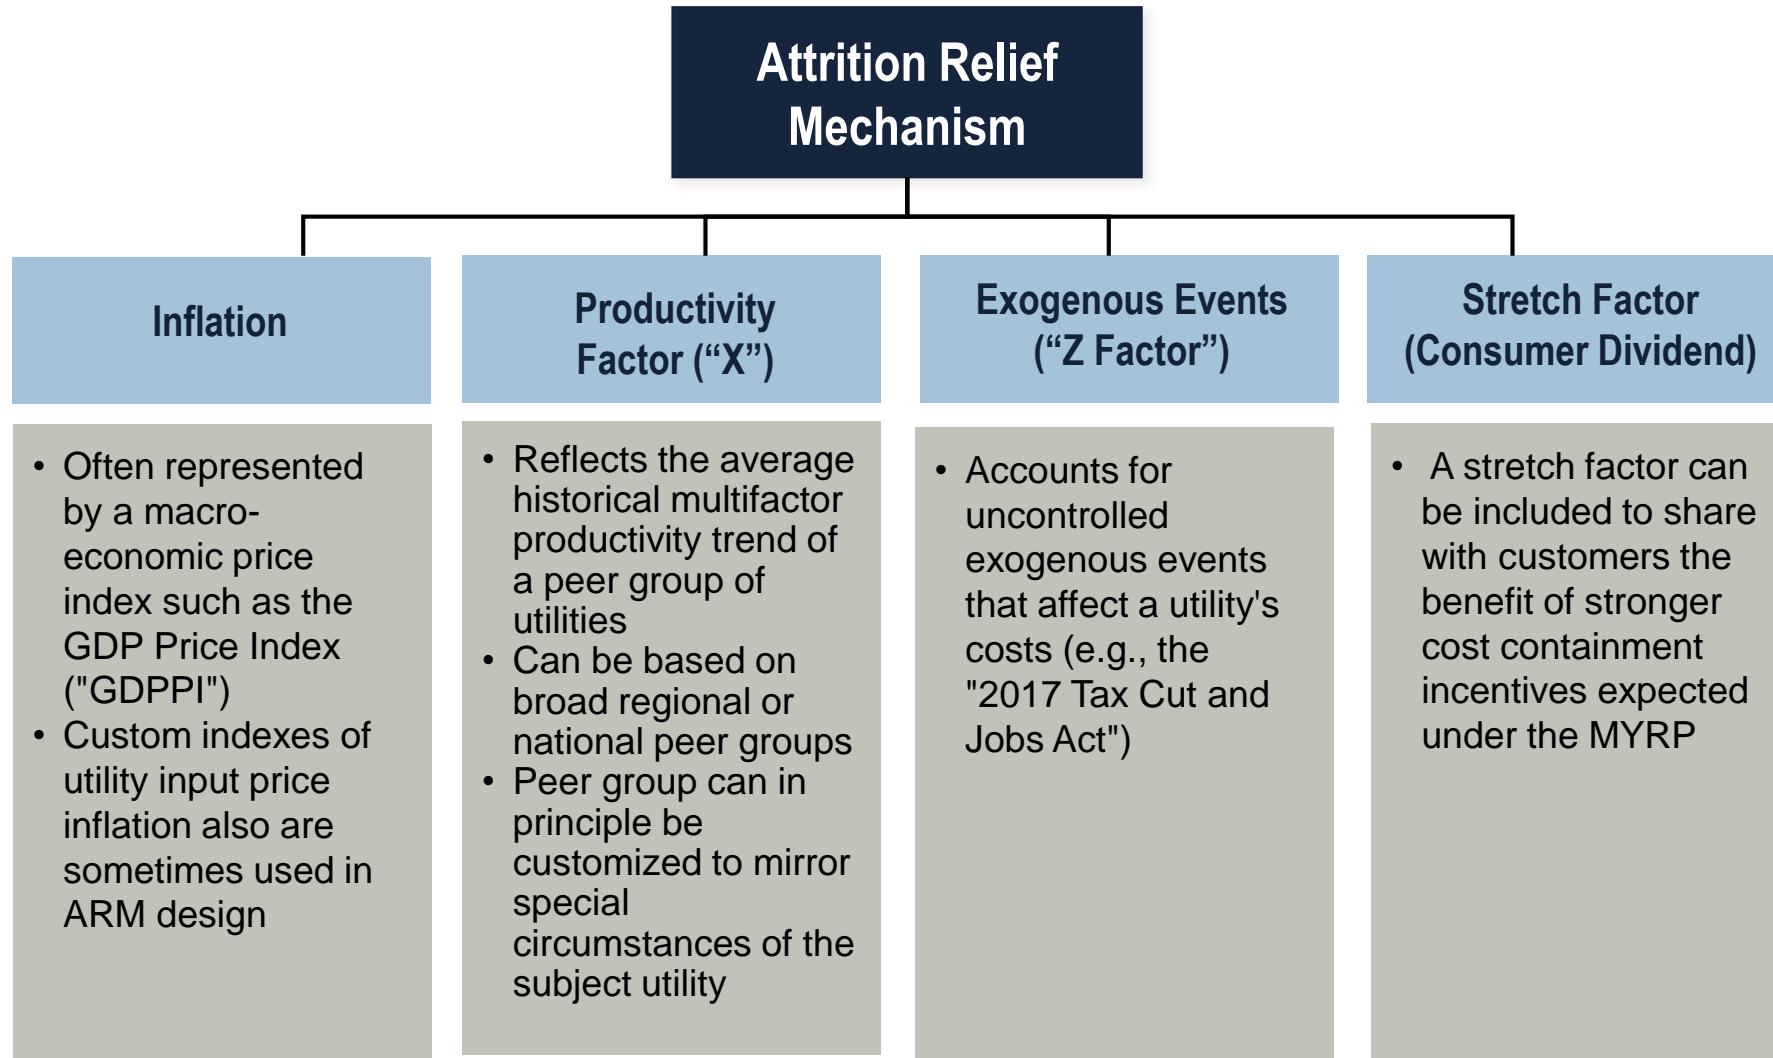 Attrition Relief
Mechanism
Inflation
• Often represented
by a macro-
economic price
index such as the
GDP Price Index
("GDPPI")
• Custom indexes of
utility input price
inflation also are
sometimes used in
ARM design
Productivity
Factor (“X”)
• Reflects the average
historical multifactor
productivity trend of
a peer group of
utilities
• Can be based on
broad regional or
national peer groups
• Peer group can in
principle be
customized to mirror
special
circumstances of the
subject utility
Exogenous Events
(“Z Factor”)
• Accounts for
uncontrolled
exogenous events
that affect a utility's
costs (e.g., the
"2017 Tax Cut and
Jobs Act")
Stretch Factor
(Consumer Dividend)
• A stretch factor can
be included to share
with customers the
benefit of stronger
cost containment
incentives expected
under the MYRP